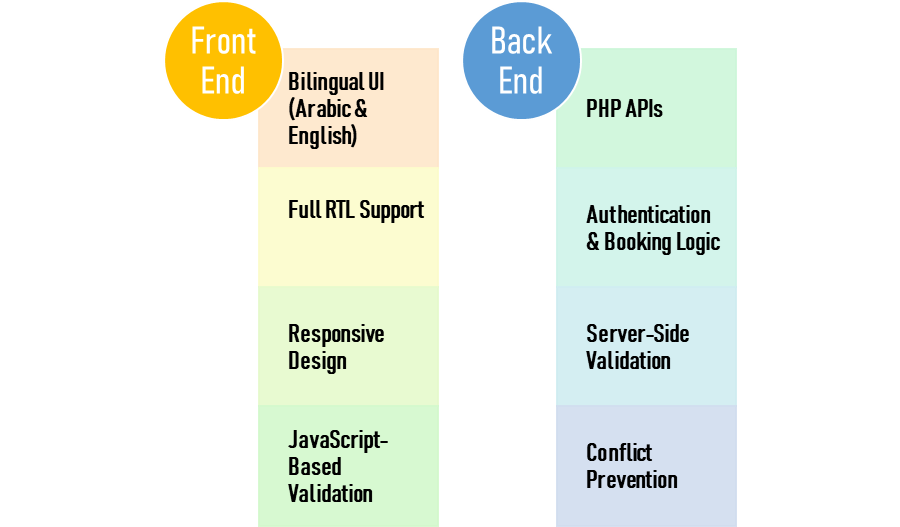 Front
End
Bilingual UI
(Arabic &
English)
Full RTL Support
Responsive
Design
JavaScript-
Based
Validation
Back
End
PHP APIs
Authentication
& Booking Logic
Server-Side
Validation
Conflict
Prevention